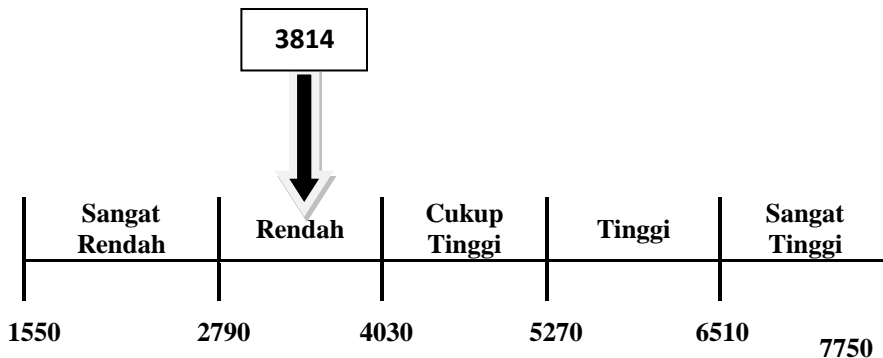 3814
Sangat
Rendah
Rendah
Cukup
Tinggi
Tinggi
Sangat
Tinggi
1550
2790
4030
5270
6510
7750